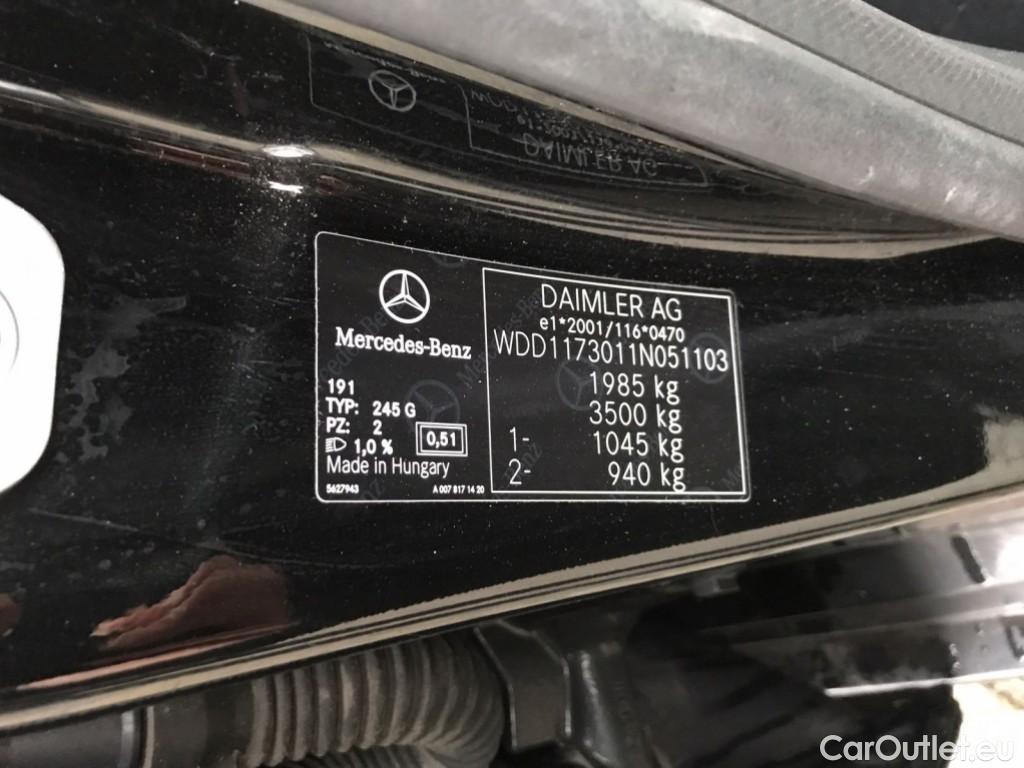 Mercedes-Benz
191
TYP: 245 G
PZ: 2
1,0 %
0,51
Made in Hungary
5627943
A 007 817 14 20
DAIMLER AG
e1*2001/116*0470
WDD1173011N051103
1985 kg
3500 kg
1- 1045 kg
2- 940 kg
DAIMLER AG
CarOutlet.eu